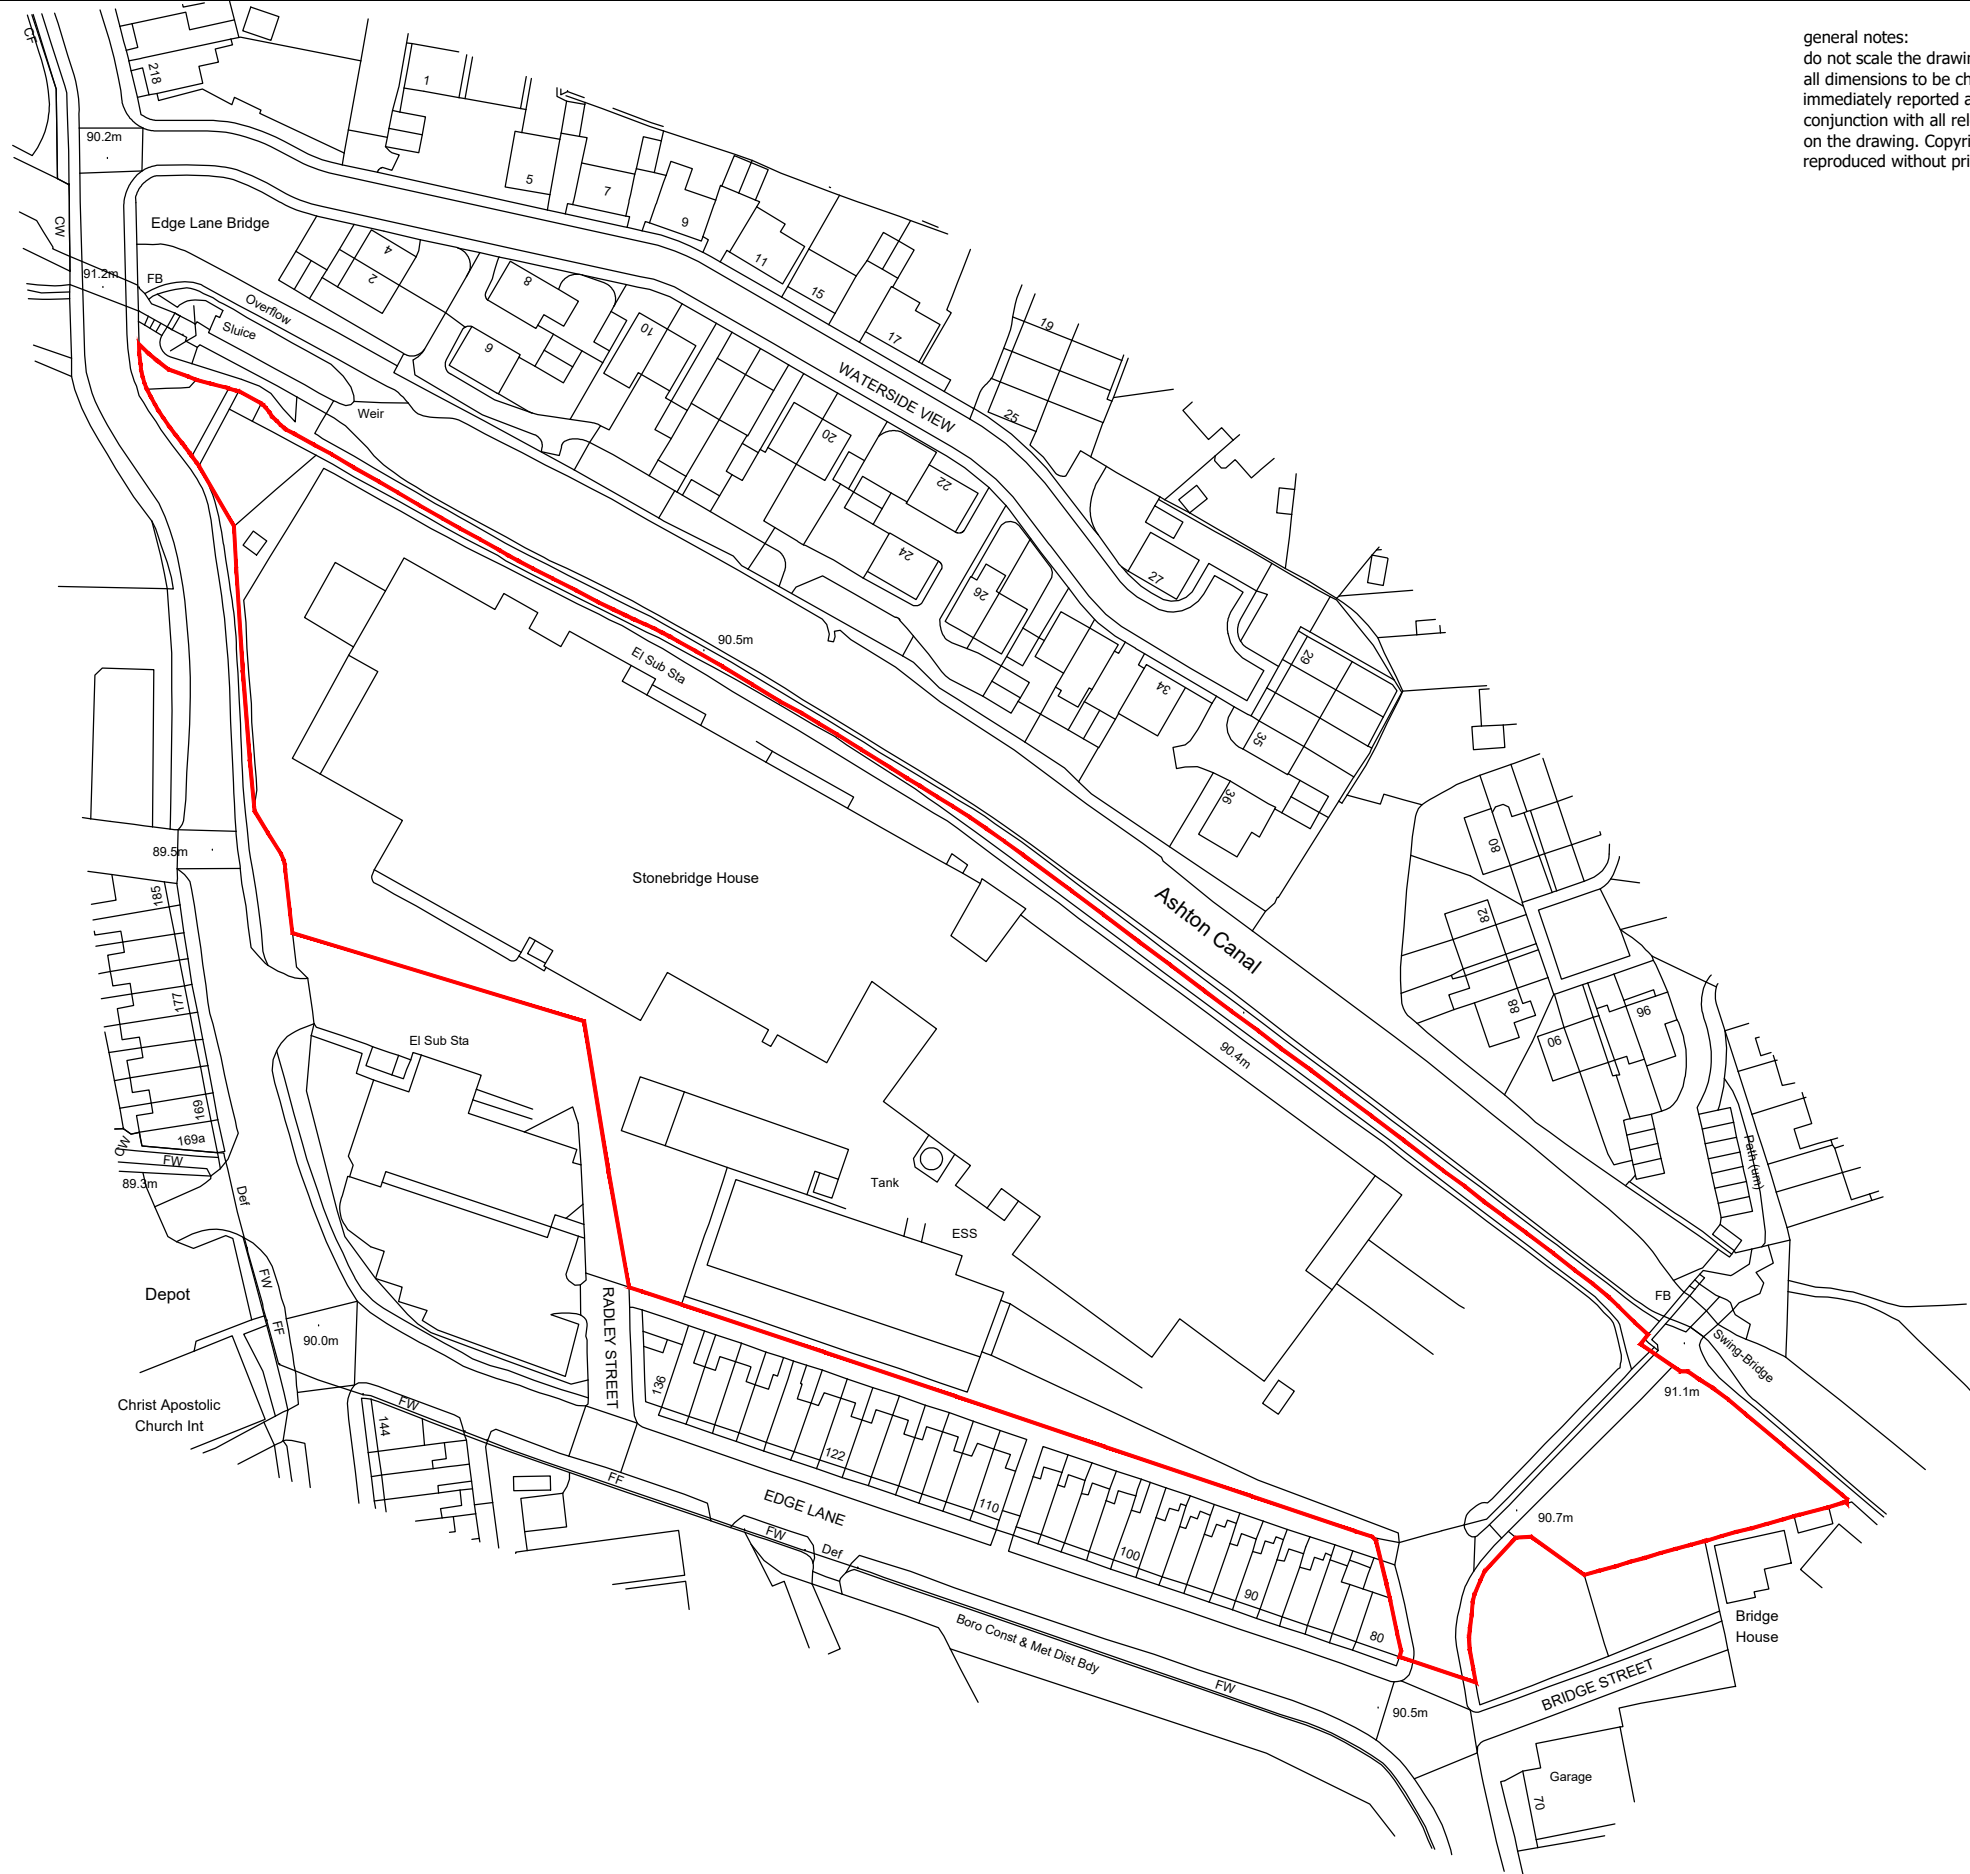 general notes:
do not scale the drawin
all dimensions to be ch
immediately reported a
conjunction with all rel
on the drawing. Copyri
reproduced without pri
CF
218
1
90.2m
5
7
9
11
15
17
CW
Edge Lane Bridge
91.2m
FB
Overflow
Sluice
Weir
4
2
8
6
10
19
25
WATERSIDE VIEW
20
22
24
26
27
29
34
35
36
90.5m
El Sub Sta
80
82
88
90
96
89.5m
185
177
169
169a
CW
FW
89.3m
Def
Stonebridge House
Ashton Canal
90.4m
El Sub Sta
Tank
ESS
Path (um)
Depot
FW
FF
90.0m
RADLEY STREET
FB
Swing-Bridge
91.1m
Christ Apostolic
Church Int
144
FW
136
122
110
100
90
80
FF
EDGE LANE
FW
Def
Boro Const & Met Dist Bdy
FW
90.7m
Bridge
House
BRIDGE STREET
90.5m
Garage
70